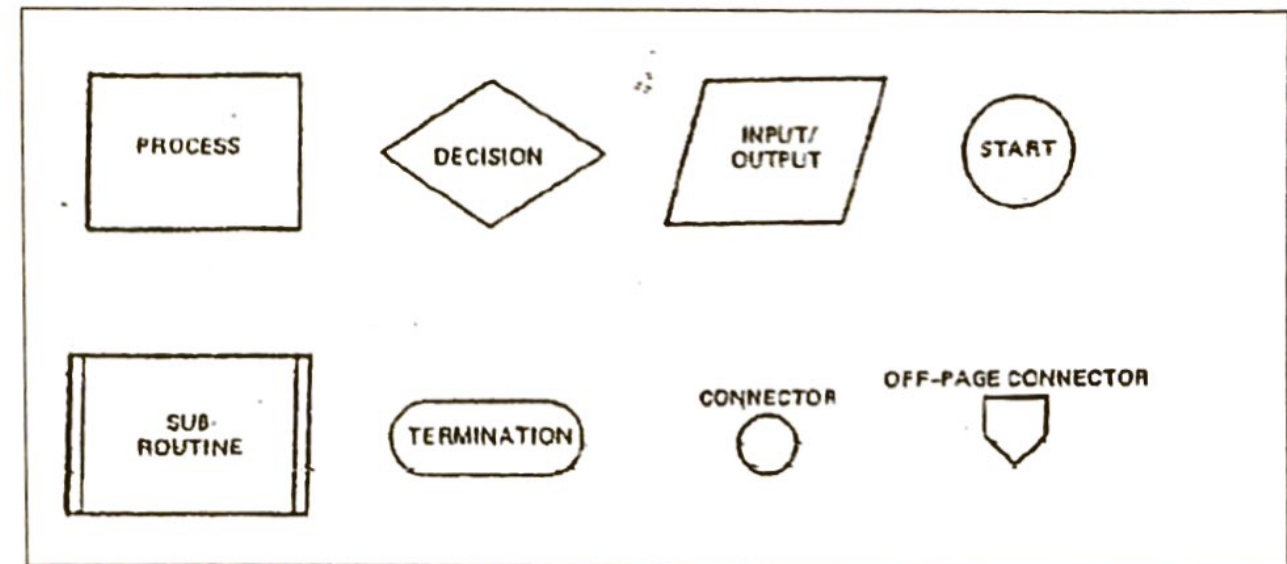 PROCESS
DECISION
INPUT/
OUTPUT
START
SUB-
ROUTINE
TERMINATION
CONNECTOR
OFF-PAGE CONNECTOR